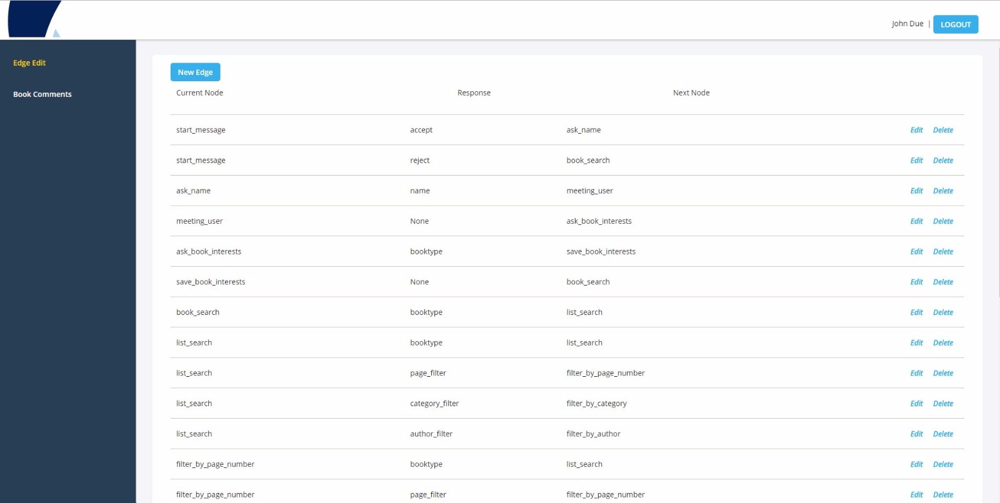 John Due | LOGOUT
Edge Edit
Book Comments
New Edge
Current Node Response Next Node
start_message accept ask_name Edit Delete
start_message reject book_search Edit Delete
ask_name name meeting_user Edit Delete
meeting_user None ask_book_interests Edit Delete
ask_book_interests booktype save_book_interests Edit Delete
save_book_interests None book_search Edit Delete
book_search booktype list_search Edit Delete
list_search booktype list_search Edit Delete
list_search page_filter filter_by_page_number Edit Delete
list_search category_filter filter_by_category Edit Delete
list_search author_filter filter_by_author Edit Delete
filter_by_page_number booktype list_search Edit Delete
filter_by_page_number page_filter filter_by_page_number Edit Delete